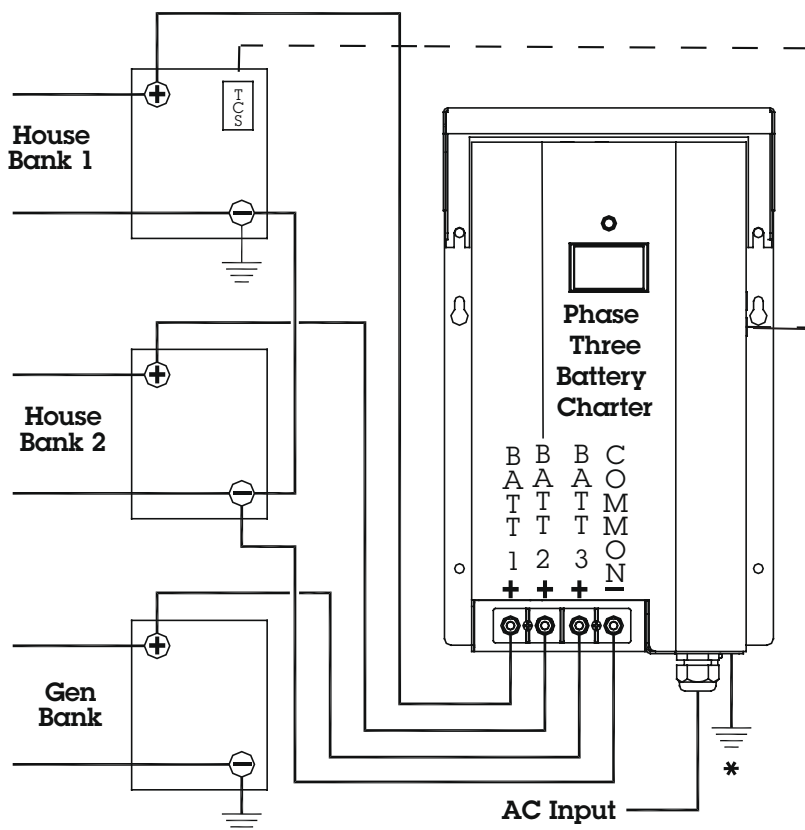 TCS
House
Bank 1
House
Bank 2
Gen
Bank
Phase
Three
Battery
Charter
BATT 1 +
BATT 2 +
BATT 3 +
COMMON −
AC Input
*